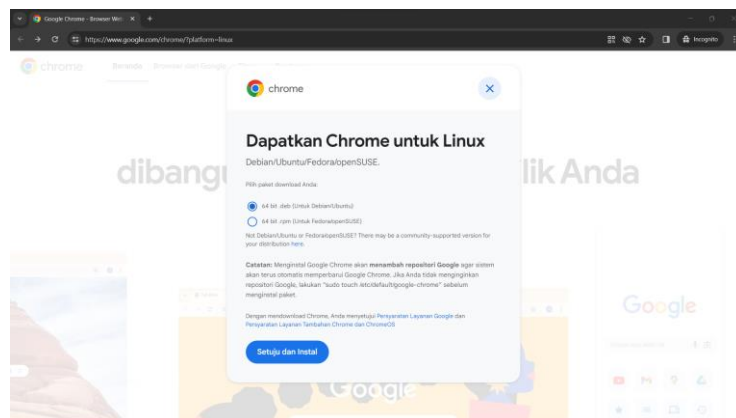 Google Chrome - Browser Web
https://www.google.com/chrome/?platform=linux
Incognito
chrome
Beranda
chrome
Dapatkan Chrome untuk Linux
Debian/Ubuntu/Fedora/openSUSE.
Pilih paket download Anda:
64 bit .deb (Untuk Debian/Ubuntu)
64 bit .rpm (Untuk Fedora/openSUSE)
Not Debian/Ubuntu or Fedora/openSUSE? There may be a community-supported version for
your distribution here.
Catatan: Menginstal Google Chrome akan menambah repositori Google agar sistem
akan terus otomatis memperbarui Google Chrome. Jika Anda tidak menginginkan
repositori Google, lakukan "sudo touch /etc/default/google-chrome" sebelum
menginstal paket.
Dengan mendownload Chrome, Anda menyetujui Persyaratan Layanan Google dan
Persyaratan Layanan Tambahan Chrome dan ChromeOS
Setuju dan Instal
Anda
Google
Google